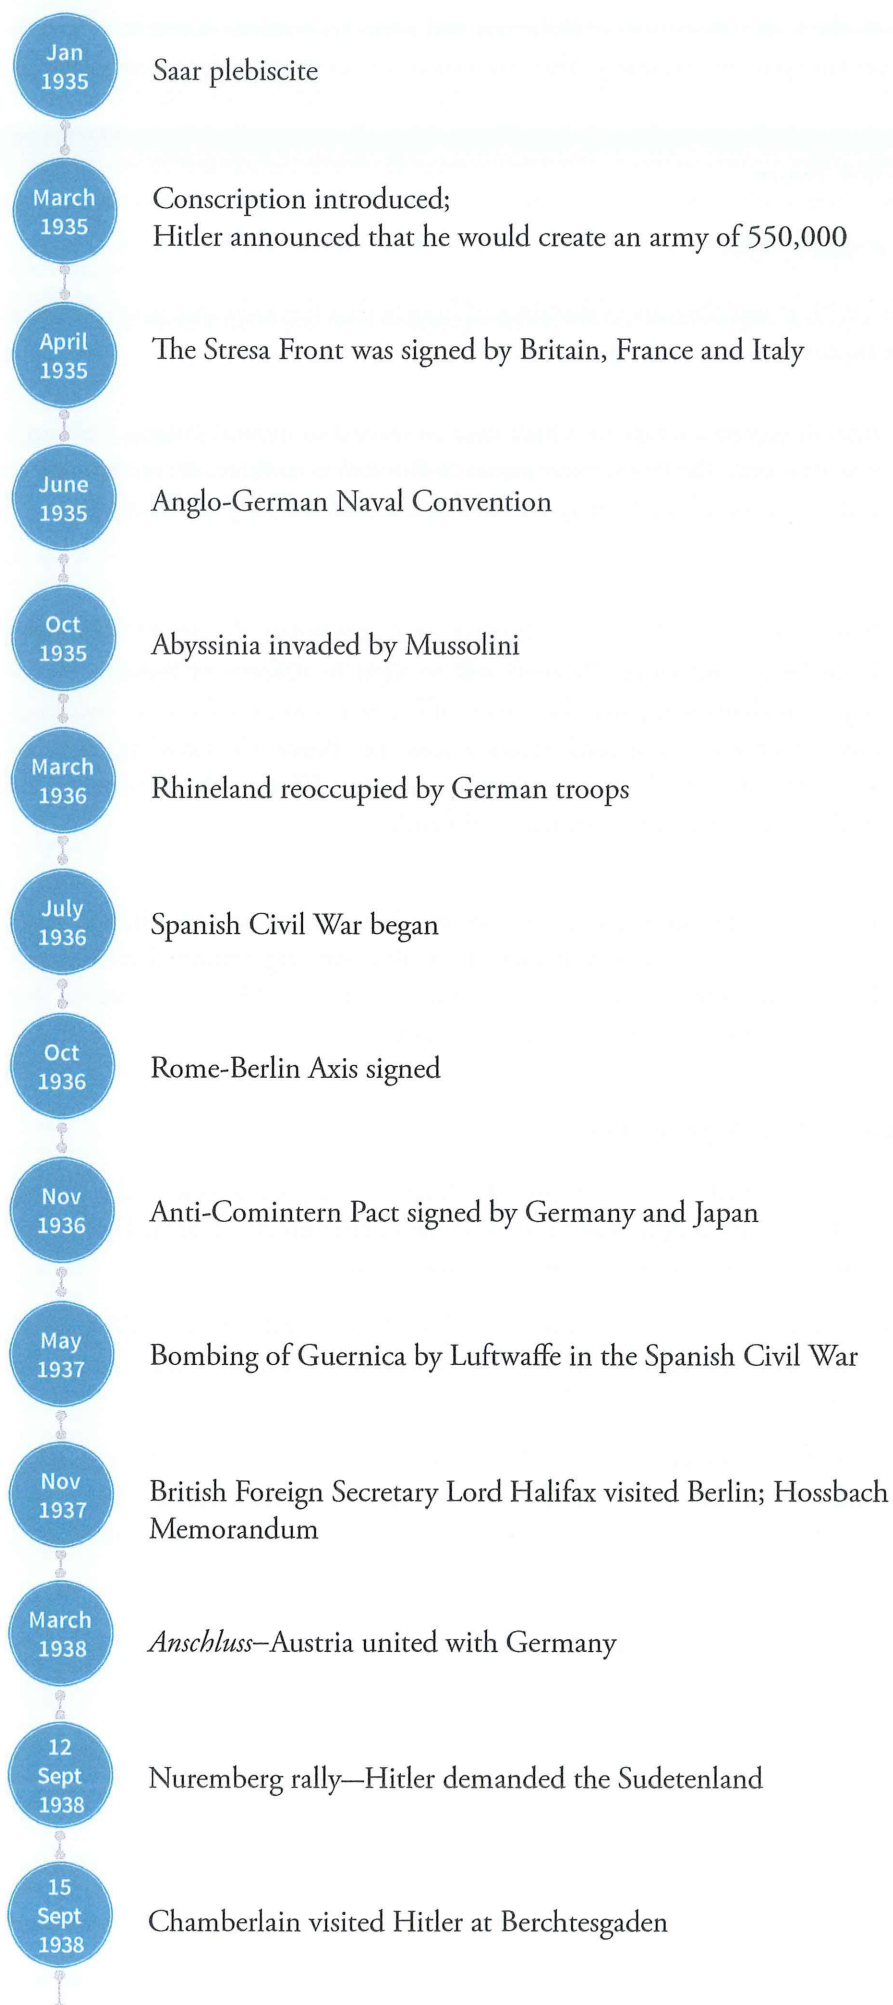 Jan
1935
Saar plebiscite
March
1935
Conscription introduced;
Hitler announced that he would create an army of 550,000
April
1935
The Stresa Front was signed by Britain, France and Italy
June
1935
Anglo-German Naval Convention
Oct
1935
Abyssinia invaded by Mussolini
March
1936
Rhineland reoccupied by German troops
July
1936
Spanish Civil War began
Oct
1936
Rome-Berlin Axis signed
Nov
1936
Anti-Comintern Pact signed by Germany and Japan
May
1937
Bombing of Guernica by Luftwaffe in the Spanish Civil War
Nov
1937
British Foreign Secretary Lord Halifax visited Berlin; Hossbach
Memorandum
March
1938
Anschluss–Austria united with Germany
12
Sept
1938
Nuremberg rally—Hitler demanded the Sudetenland
15
Sept
1938
Chamberlain visited Hitler at Berchtesgaden